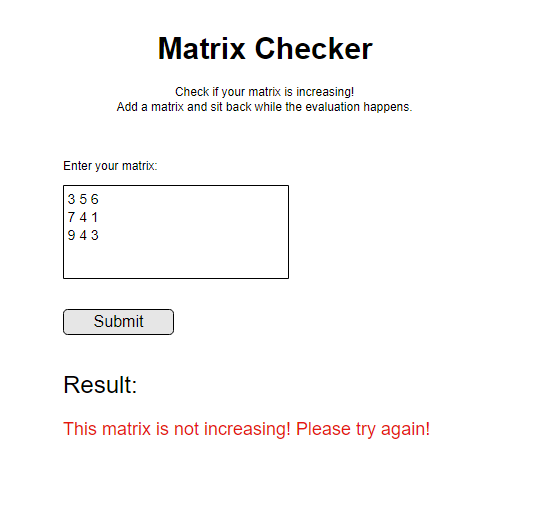 Matrix Checker
Check if your matrix is increasing!
Add a matrix and sit back while the evaluation happens.
Enter your matrix:
3 5 6
7 4 1
9 4 3
Submit
Result:
This matrix is not increasing! Please try again!